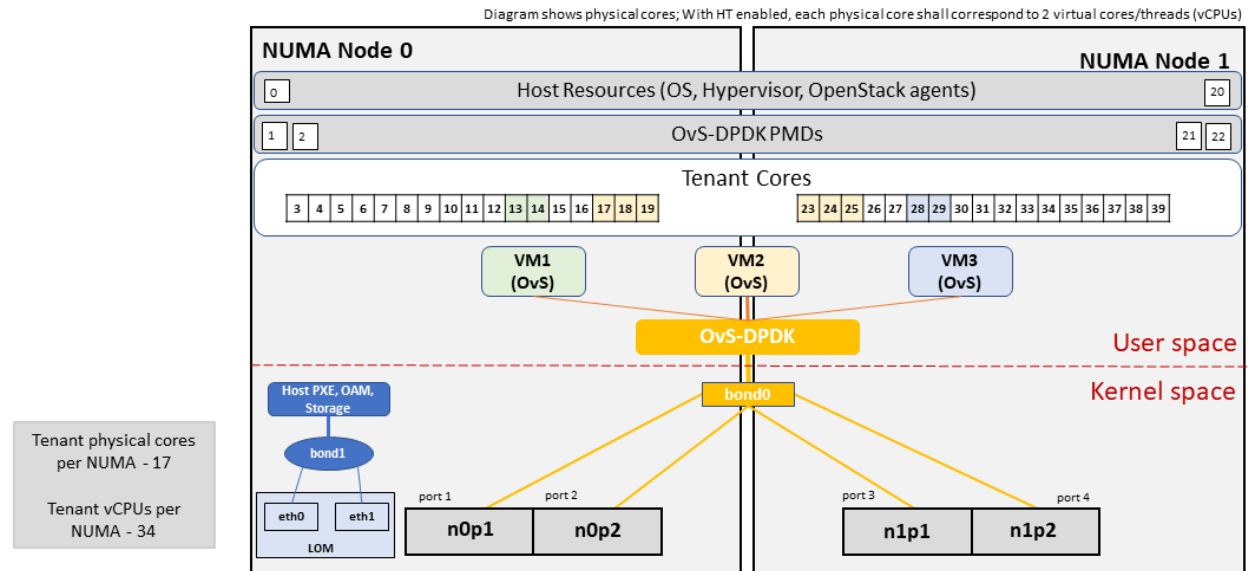 Diagram shows physical cores; With HT enabled, each physical core shall correspond to 2 virtual cores/threads (vCPUs)
NUMA Node 0
NUMA Node 1
0
Host Resources (OS, Hypervisor, OpenStack agents)
20
1 2
OvS-DPDK PMDs
21 22
Tenant Cores
3 4 5 6 7 8 9 10 11 12 13 14 15 16 17 18 19
23 24 25 26 27 28 29 30 31 32 33 34 35 36 37 38 39
VM1
(OvS)
VM2
(OvS)
VM3
(OvS)
OvS-DPDK
User space
Kernel space
Host PXE, OAM,
Storage
bond0
bond1
Tenant physical cores
per NUMA - 17
Tenant vCPUs per
NUMA - 34
eth0
eth1
LOM
port 1
port 2
n0p1
n0p2
port 3
port 4
n1p1
n1p2